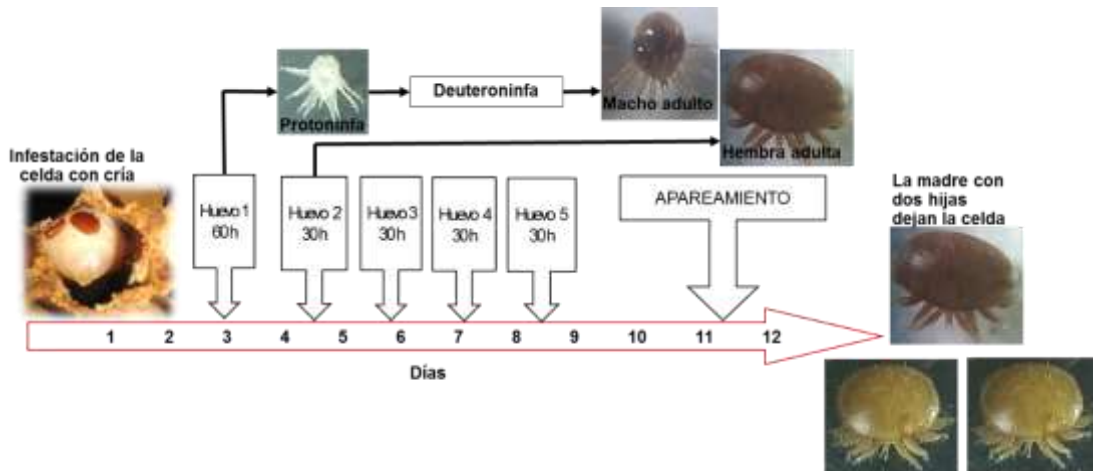 Protoninfa
Deuteroninfa
Macho adulto
Hembra adulta
Infestación de la
celda con cría
Huevo 1
60h
Huevo 2
30h
Huevo 3
30h
Huevo 4
30h
Huevo 5
30h
APAREAMIENTO
La madre con
dos hijas
dejan la celda
1 2 3 4 5 6 7 8 9 10 11 12
Días